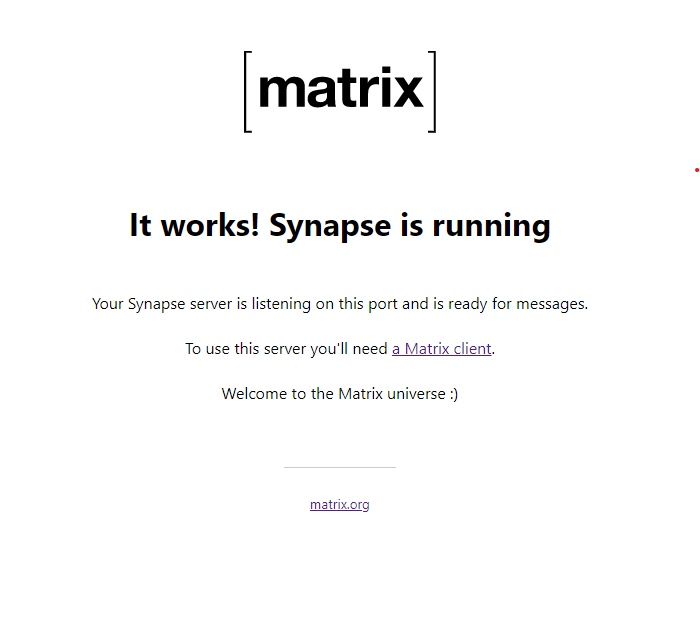 [matrix]
It works! Synapse is running
Your Synapse server is listening on this port and is ready for messages.
To use this server you'll need a Matrix client.
Welcome to the Matrix universe :)
matrix.org